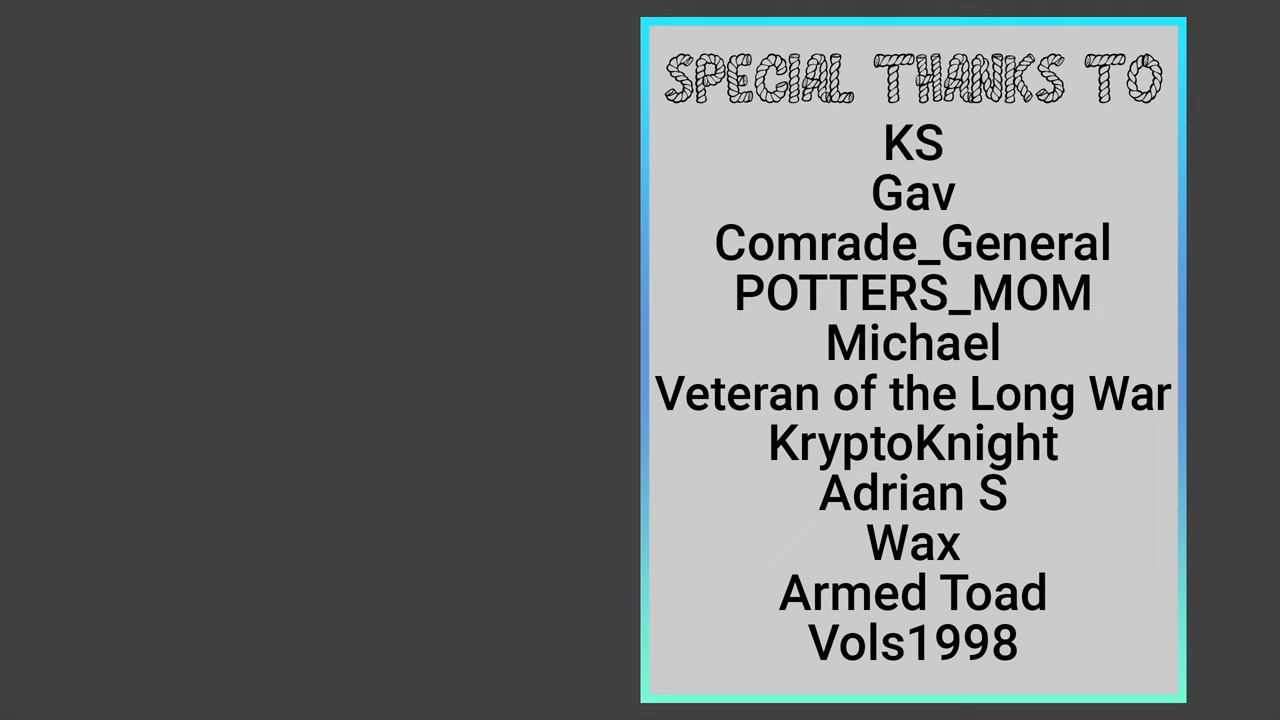 SPECIAL THANKS TO
KS
Gav
Comrade_General
POTTERS_MOM
Michael
Veteran of the Long War
KryptoKnight
Adrian S
Wax
Armed Toad
Vols1998